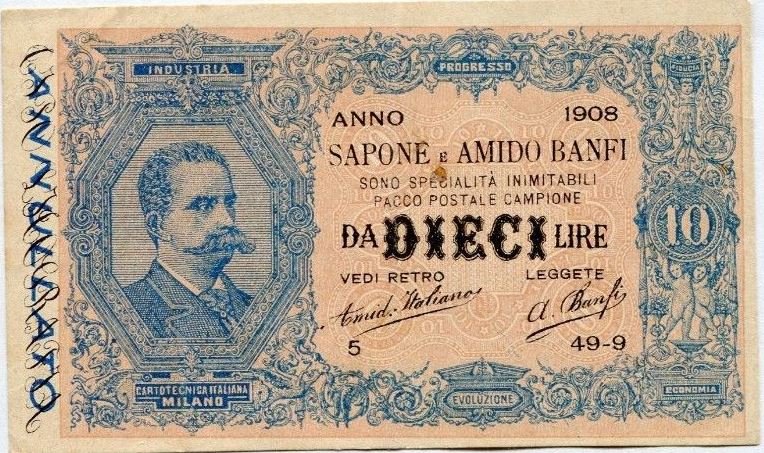 ANNULLATO
INDUSTRIA
PROGRESSO
FIDUCIA
ANNO 1908
SAPONE E AMIDO BANFI
SONO SPECIALITÀ INIMITABILI
PACCO POSTALE CAMPIONE
DA DIECI LIRE
10
VEDI RETRO LEGGETE
Amid. Italiano A. Banfi
5 49-9
CARTOTECNICA ITALIANA
MILANO
EVOLUZIONE
ECONOMIA